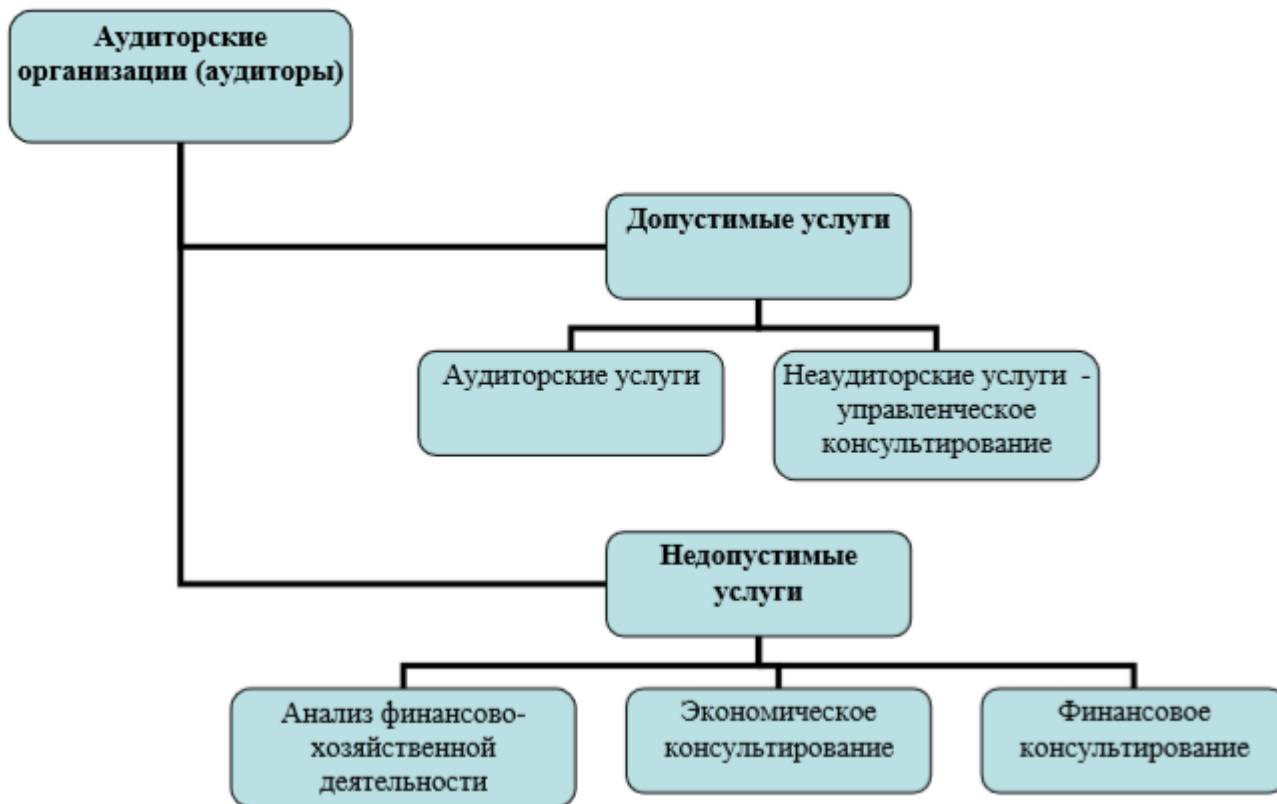 Аудиторские
организации (аудиторы)
Допустимые услуги
Аудиторские услуги
Неаудиторские услуги -
управленческое
консультирование
Недопустимые
услуги
Анализ финансово-
хозяйственной
деятельности
Экономическое
консультирование
Финансовое
консультирование